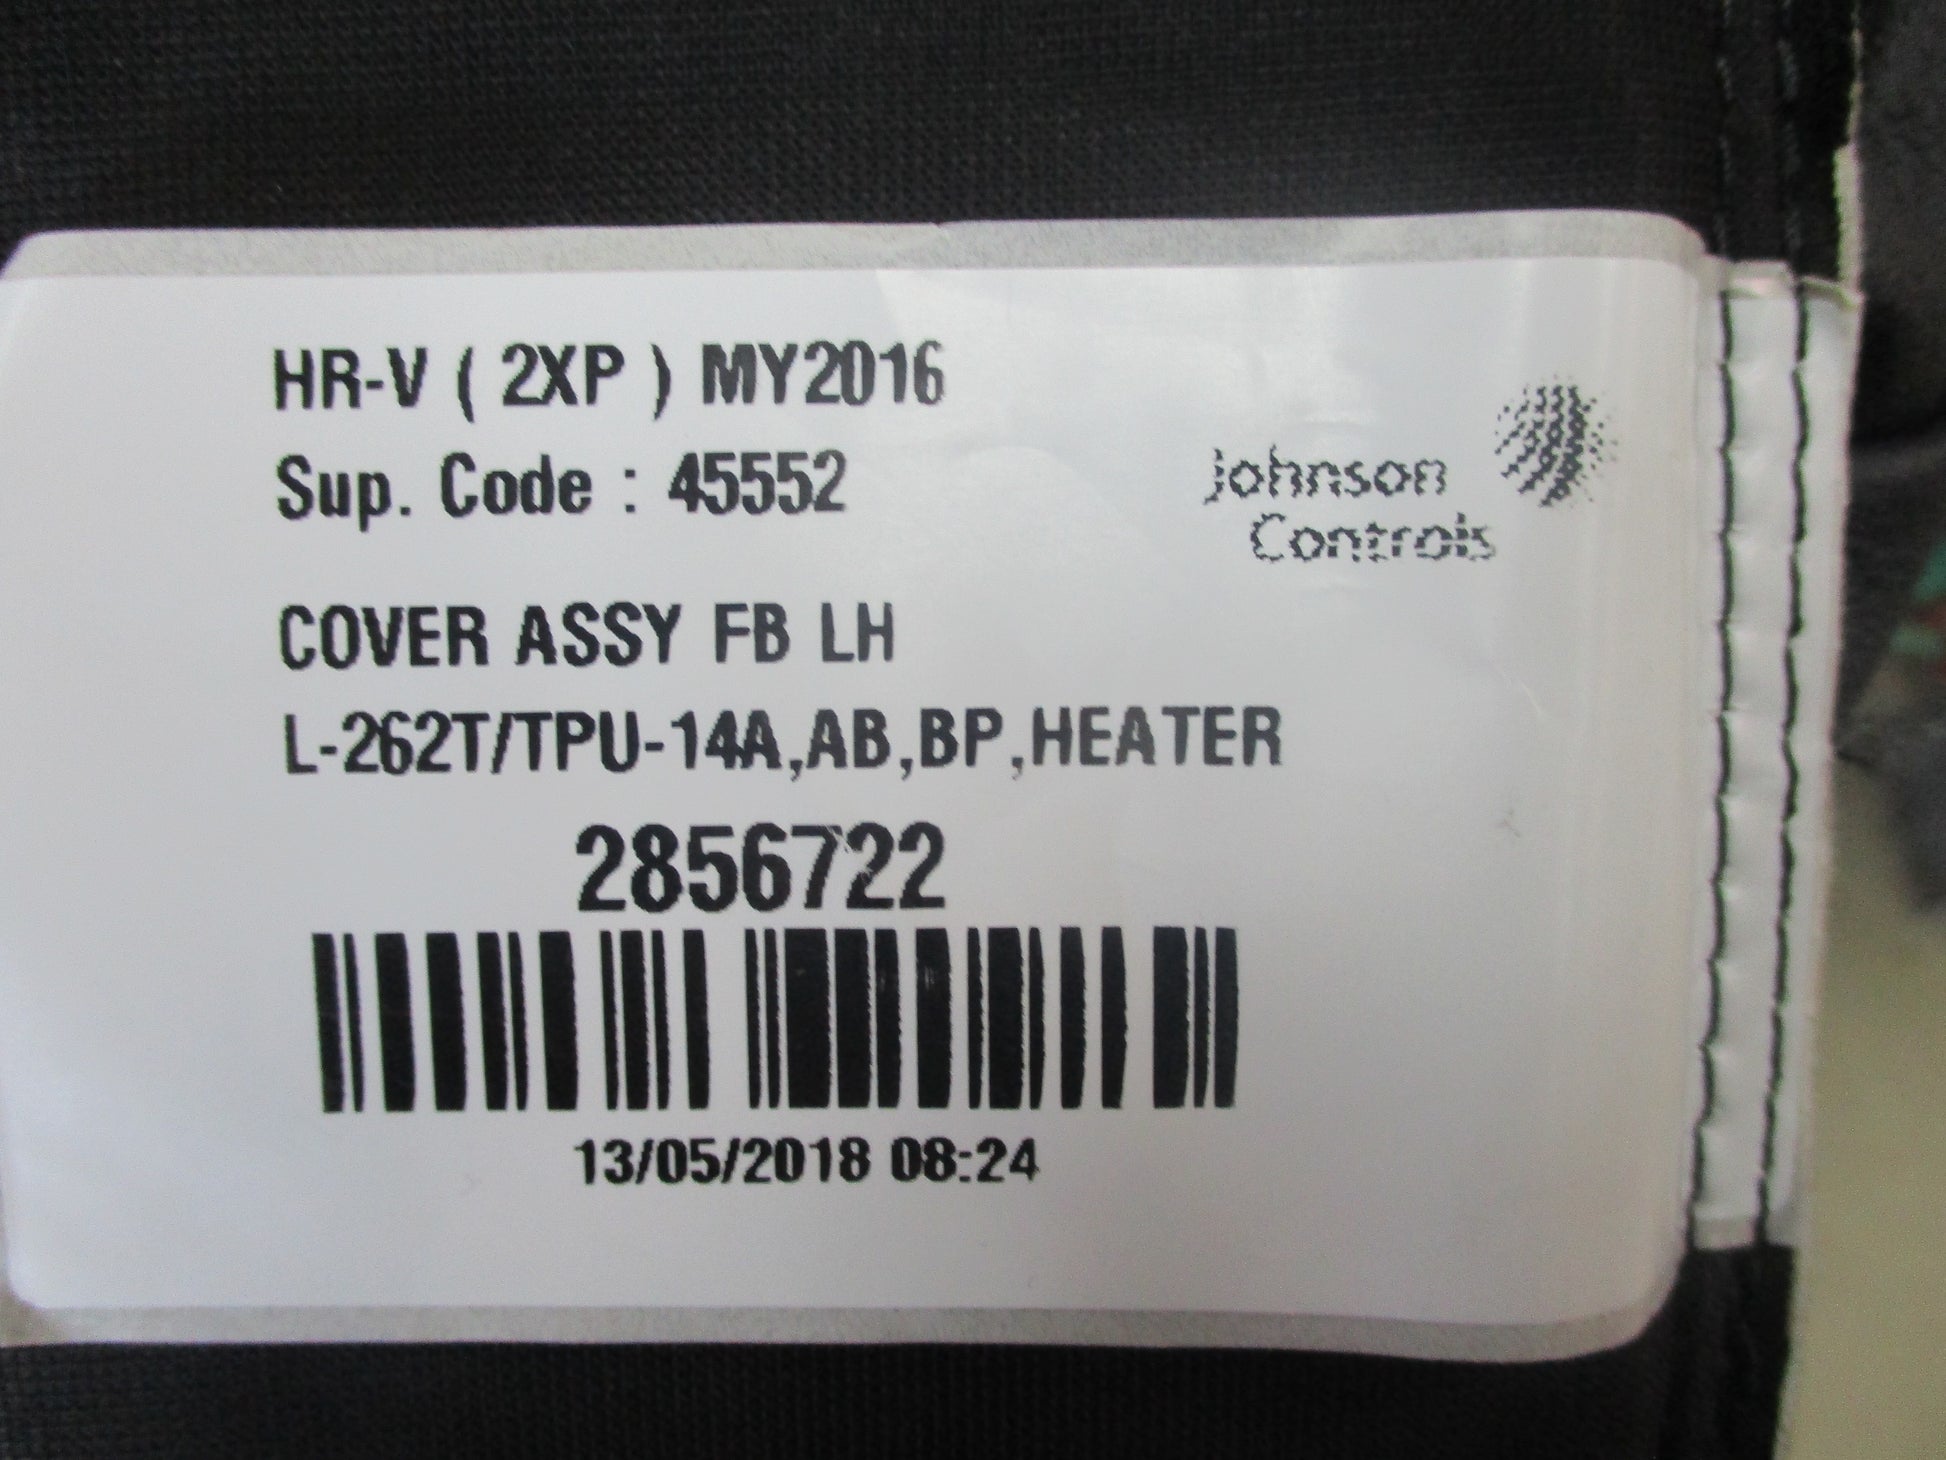 HR-V ( 2XP ) MY2016
Sup. Code : 45552
Johnson
Controls
COVER ASSY FB LH
L-262T/TPU-14A,AB,BP,HEATER
2856722
13/05/2018 08:24